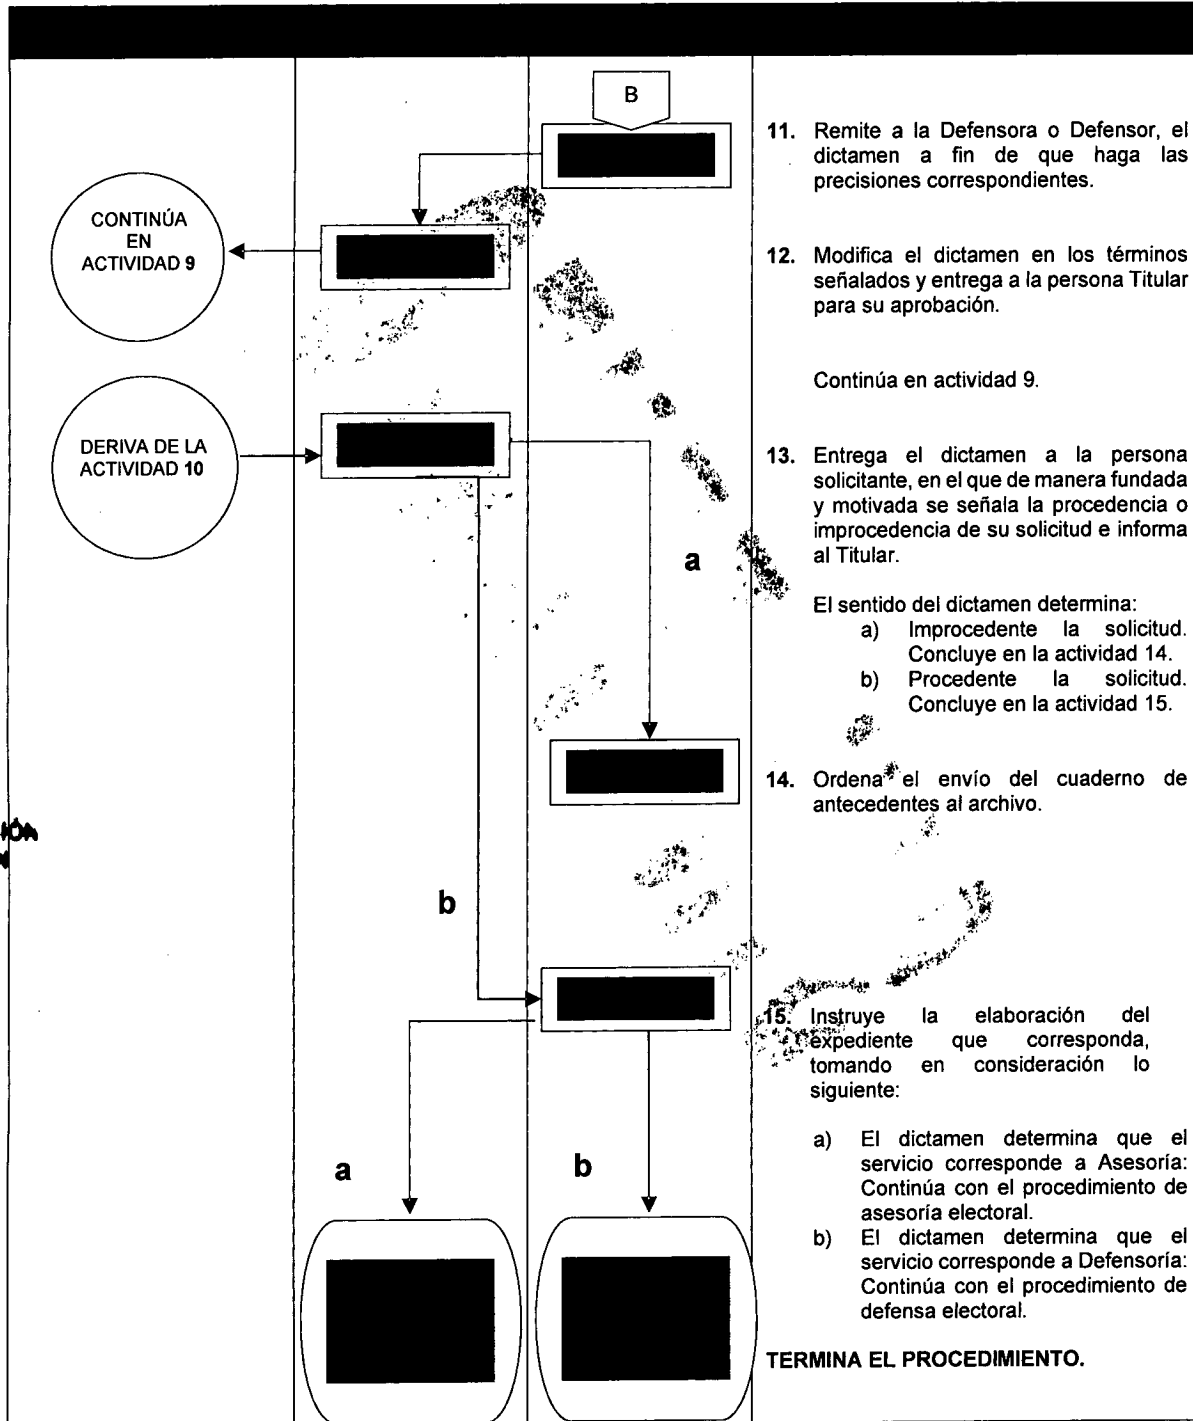 B
CONTINÚA
EN
ACTIVIDAD 9
DERIVA DE LA
ACTIVIDAD 10
a
b
a
b
11. Remite a la Defensora o Defensor, el
dictamen a fin de que haga las
precisiones correspondientes.
12. Modifica el dictamen en los términos
señalados y entrega a la persona Titular
para su aprobación.
Continúa en actividad 9.
13. Entrega el dictamen a la persona
solicitante, en el que de manera fundada
y motivada se señala la procedencia o
improcedencia de su solicitud e informa
al Titular.
El sentido del dictamen determina:
a) Improcedente la solicitud.
Concluye en la actividad 14.
b) Procedente la solicitud.
Concluye en la actividad 15.
14. Ordena el envío del cuaderno de
antecedentes al archivo.
15. Instruye la elaboración del
expediente que corresponda,
tomando en consideración lo
siguiente:
a) El dictamen determina que el
servicio corresponde a Asesoría:
Continúa con el procedimiento de
asesoría electoral.
b) El dictamen determina que el
servicio corresponde a Defensoría:
Continúa con el procedimiento de
defensa electoral.
TERMINA EL PROCEDIMIENTO.